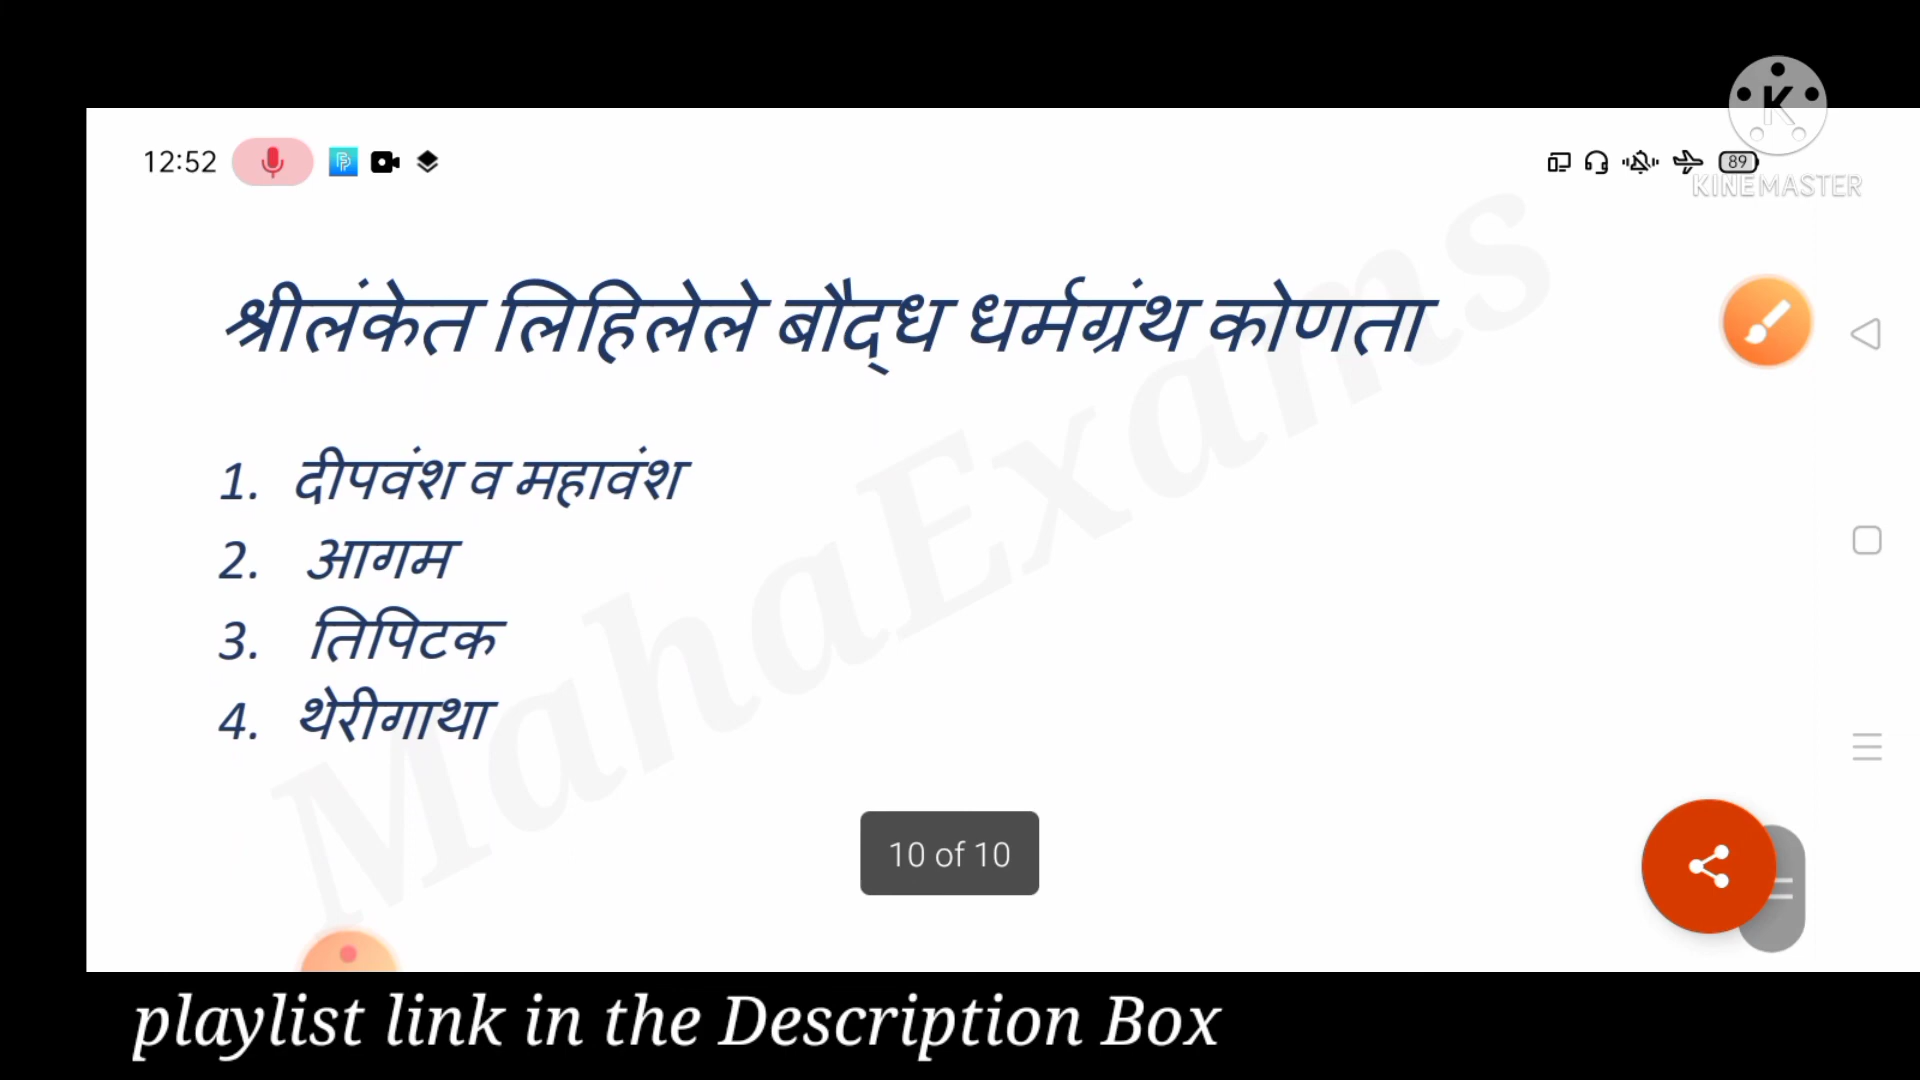 12:52
89
KINEMASTER
श्रीलंकेत लिहिलेले बौद्‌ध धर्मग्रंथ कोणता
1. दीपवंश व महावंश
2. आगम
3. तिपिटक
4. थेरीगाथा
MahaExams
10 of 10
playlist link in the Description Box